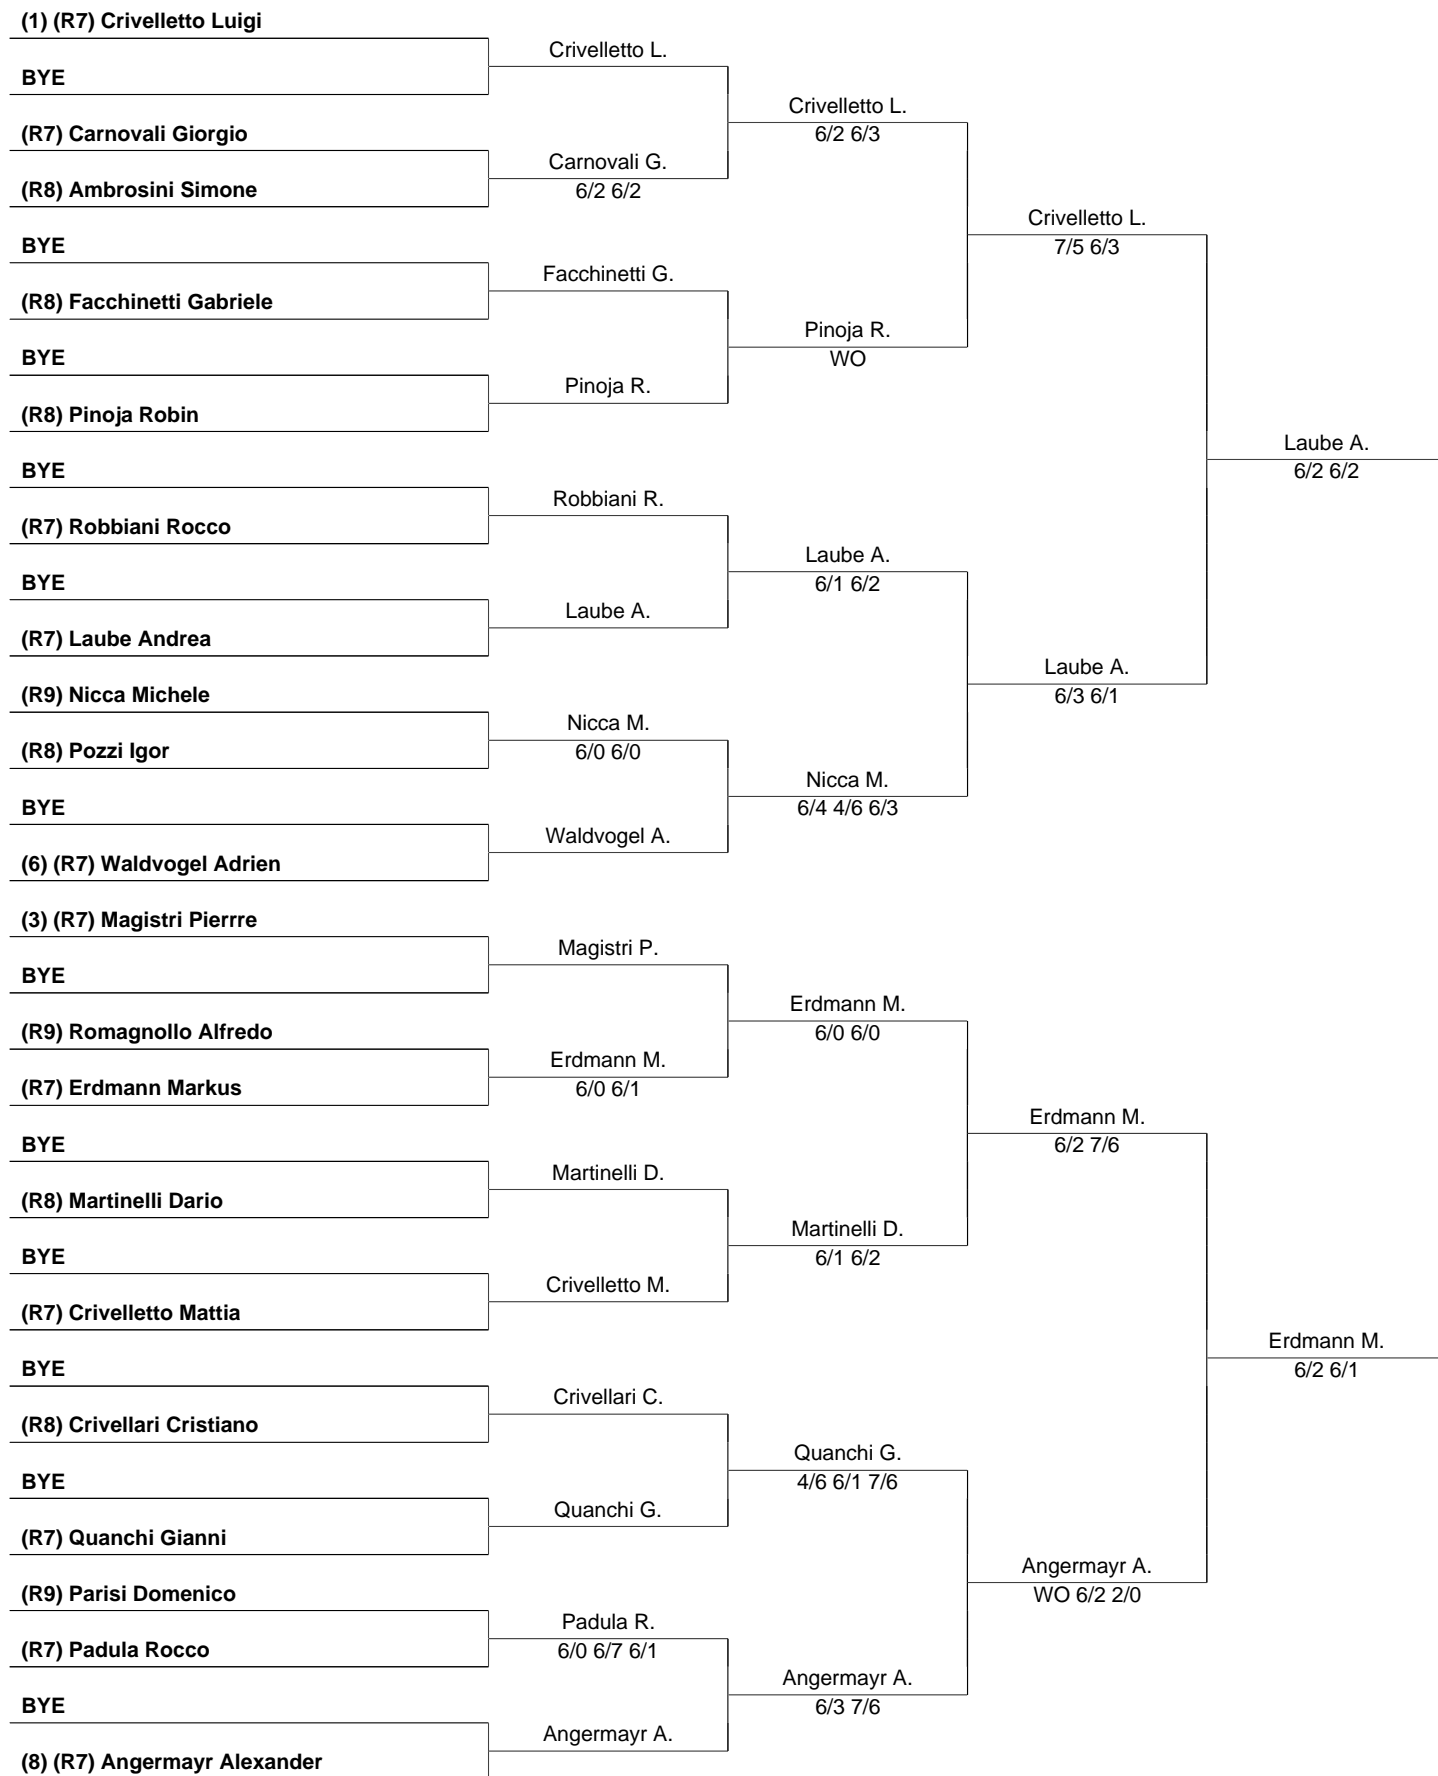 (1) (R7) Crivelletto Luigi
BYE
(R7) Carnovali Giorgio
(R8) Ambrosini Simone
BYE
(R8) Facchinetti Gabriele
BYE
(R8) Pinoja Robin
BYE
(R7) Robbiani Rocco
BYE
(R7) Laube Andrea
(R9) Nicca Michele
(R8) Pozzi Igor
BYE
(6) (R7) Waldvogel Adrien
(3) (R7) Magistri Pierrre
BYE
(R9) Romagnollo Alfredo
(R7) Erdmann Markus
BYE
(R8) Martinelli Dario
BYE
(R7) Crivelletto Mattia
BYE
(R8) Crivellari Cristiano
BYE
(R7) Quanchi Gianni
(R9) Parisi Domenico
(R7) Padula Rocco
BYE
(8) (R7) Angermayr Alexander
Crivelletto L.
Carnovali G.
6/2 6/2
Facchinetti G.
Pinoja R.
Robbiani R.
Laube A.
Nicca M.
6/0 6/0
Waldvogel A.
Magistri P.
Erdmann M.
6/0 6/1
Martinelli D.
Crivelletto M.
Crivellari C.
Quanchi G.
Padula R.
6/0 6/7 6/1
Angermayr A.
Crivelletto L.
6/2 6/3
Pinoja R.
WO
Laube A.
6/1 6/2
Nicca M.
6/4 4/6 6/3
Erdmann M.
6/0 6/0
Martinelli D.
6/1 6/2
Quanchi G.
4/6 6/1 7/6
Angermayr A.
6/3 7/6
Crivelletto L.
7/5 6/3
Laube A.
6/3 6/1
Erdmann M.
6/2 7/6
Angermayr A.
WO 6/2 2/0
Laube A.
6/2 6/2
Erdmann M.
6/2 6/1